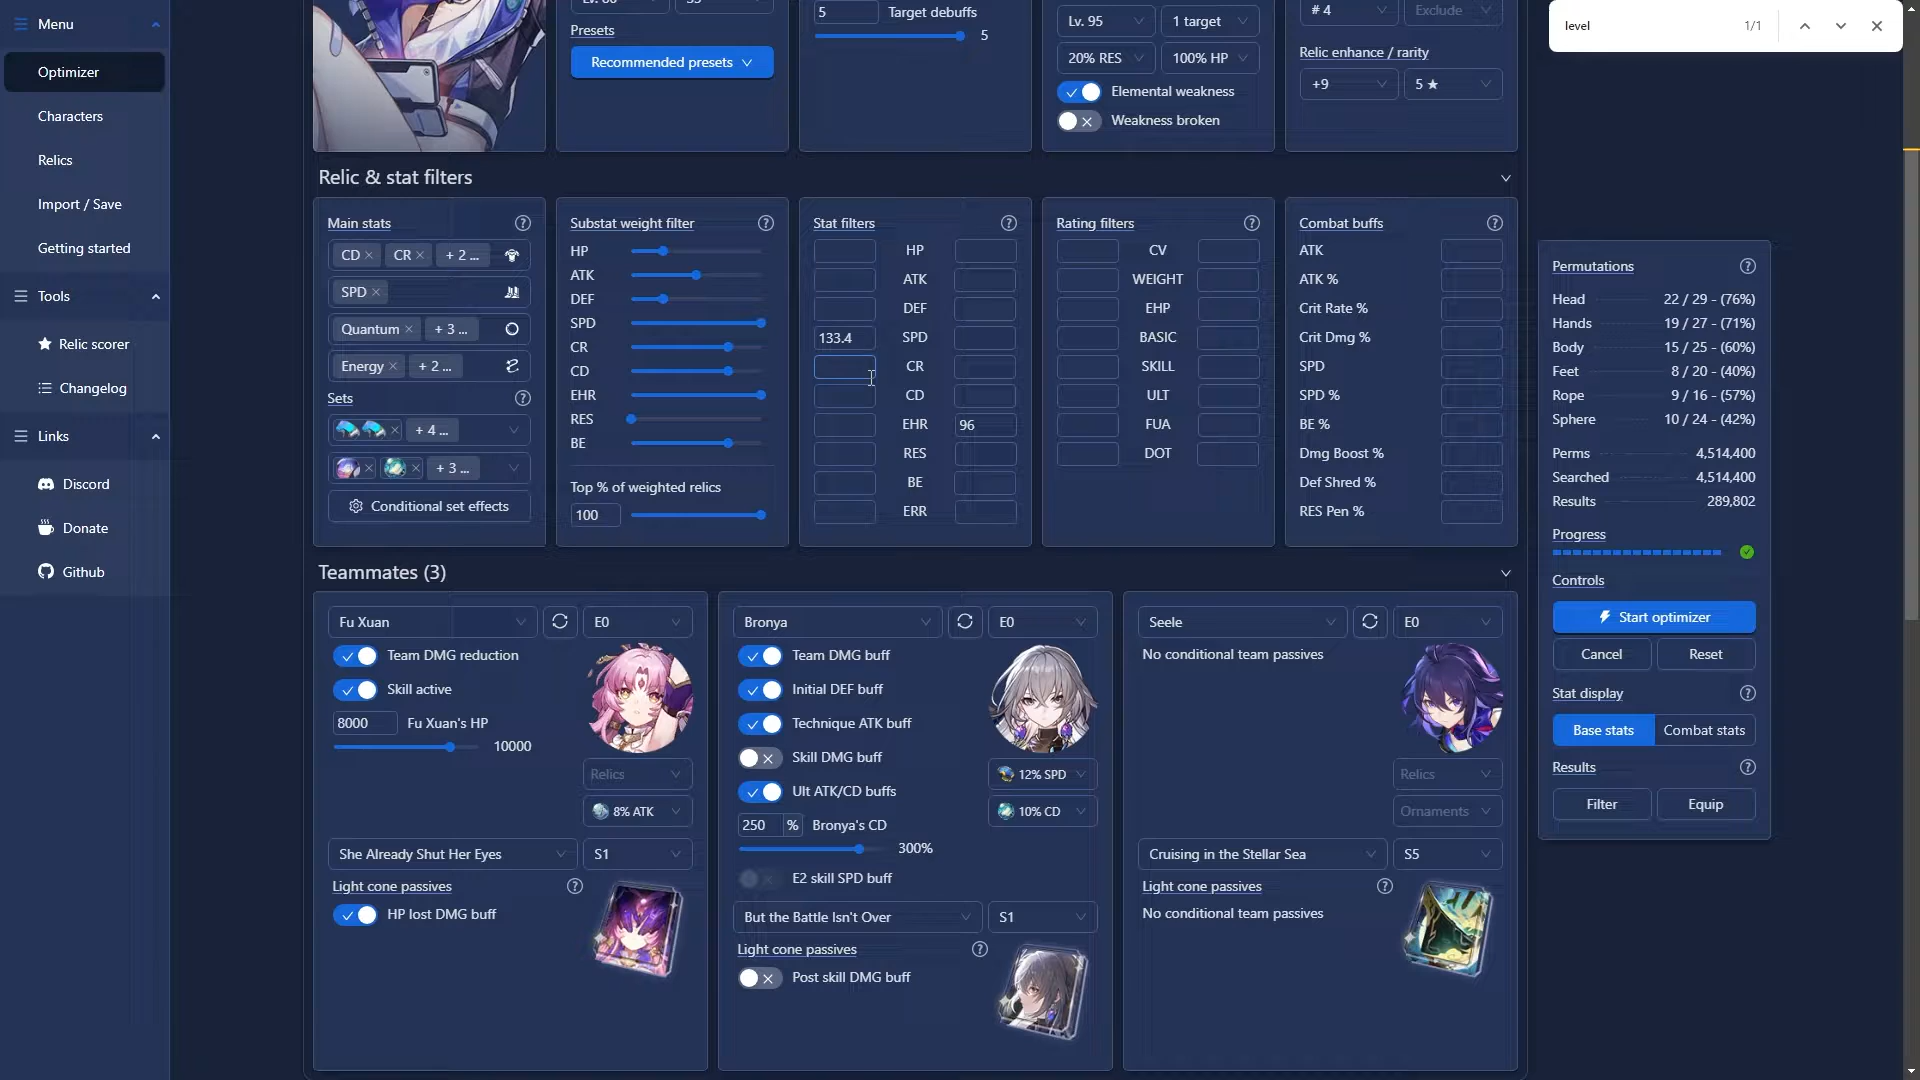 Menu
Optimizer
Characters
Relics
Import / Save
Getting started
Tools
Relic scorer
Changelog
Links
Discord
Donate
Github
Presets
Recommended presets
5 Target debuffs
5
Lv. 95 1 target
20% RES 100% HP
Elemental weakness
Weakness broken
# 4 Exclude
Relic enhance / rarity
+9 5 ★
level 1/1
Relic & stat filters
Main stats
CD CR + 2 ...
SPD
Quantum + 3 ...
Energy + 2 ...
Sets
+ 4 ...
+ 3 ...
Conditional set effects
Substat weight filter
HP
ATK
DEF
SPD
CR
CD
EHR
RES
BE
Top % of weighted relics
100
Stat filters
HP
ATK
DEF
133.4 SPD
CR
CD
EHR 96
RES
BE
ERR
Rating filters
CV
WEIGHT
EHP
BASIC
SKILL
ULT
FUA
DOT
Combat buffs
ATK
ATK %
Crit Rate %
Crit Dmg %
SPD
SPD %
BE %
Dmg Boost %
Def Shred %
RES Pen %
Teammates (3)
Fu Xuan E0
Team DMG reduction
Skill active
8000 Fu Xuan's HP
10000
Relics
8% ATK
She Already Shut Her Eyes S1
Light cone passives
HP lost DMG buff
Bronya E0
Team DMG buff
Initial DEF buff
Technique ATK buff
Skill DMG buff
12% SPD
Ult ATK/CD buffs
10% CD
250 % Bronya's CD
300%
E2 skill SPD buff
But the Battle Isn't Over S1
Light cone passives
Post skill DMG buff
Seele E0
No conditional team passives
Relics
Ornaments
Cruising in the Stellar Sea S5
Light cone passives
No conditional team passives
Permutations
Head 22 / 29 - (76%)
Hands 19 / 27 - (71%)
Body 15 / 25 - (60%)
Feet 8 / 20 - (40%)
Rope 9 / 16 - (57%)
Sphere 10 / 24 - (42%)
Perms 4,514,400
Searched 4,514,400
Results 289,802
Progress
Controls
Start optimizer
Cancel Reset
Stat display
Base stats Combat stats
Results
Filter Equip